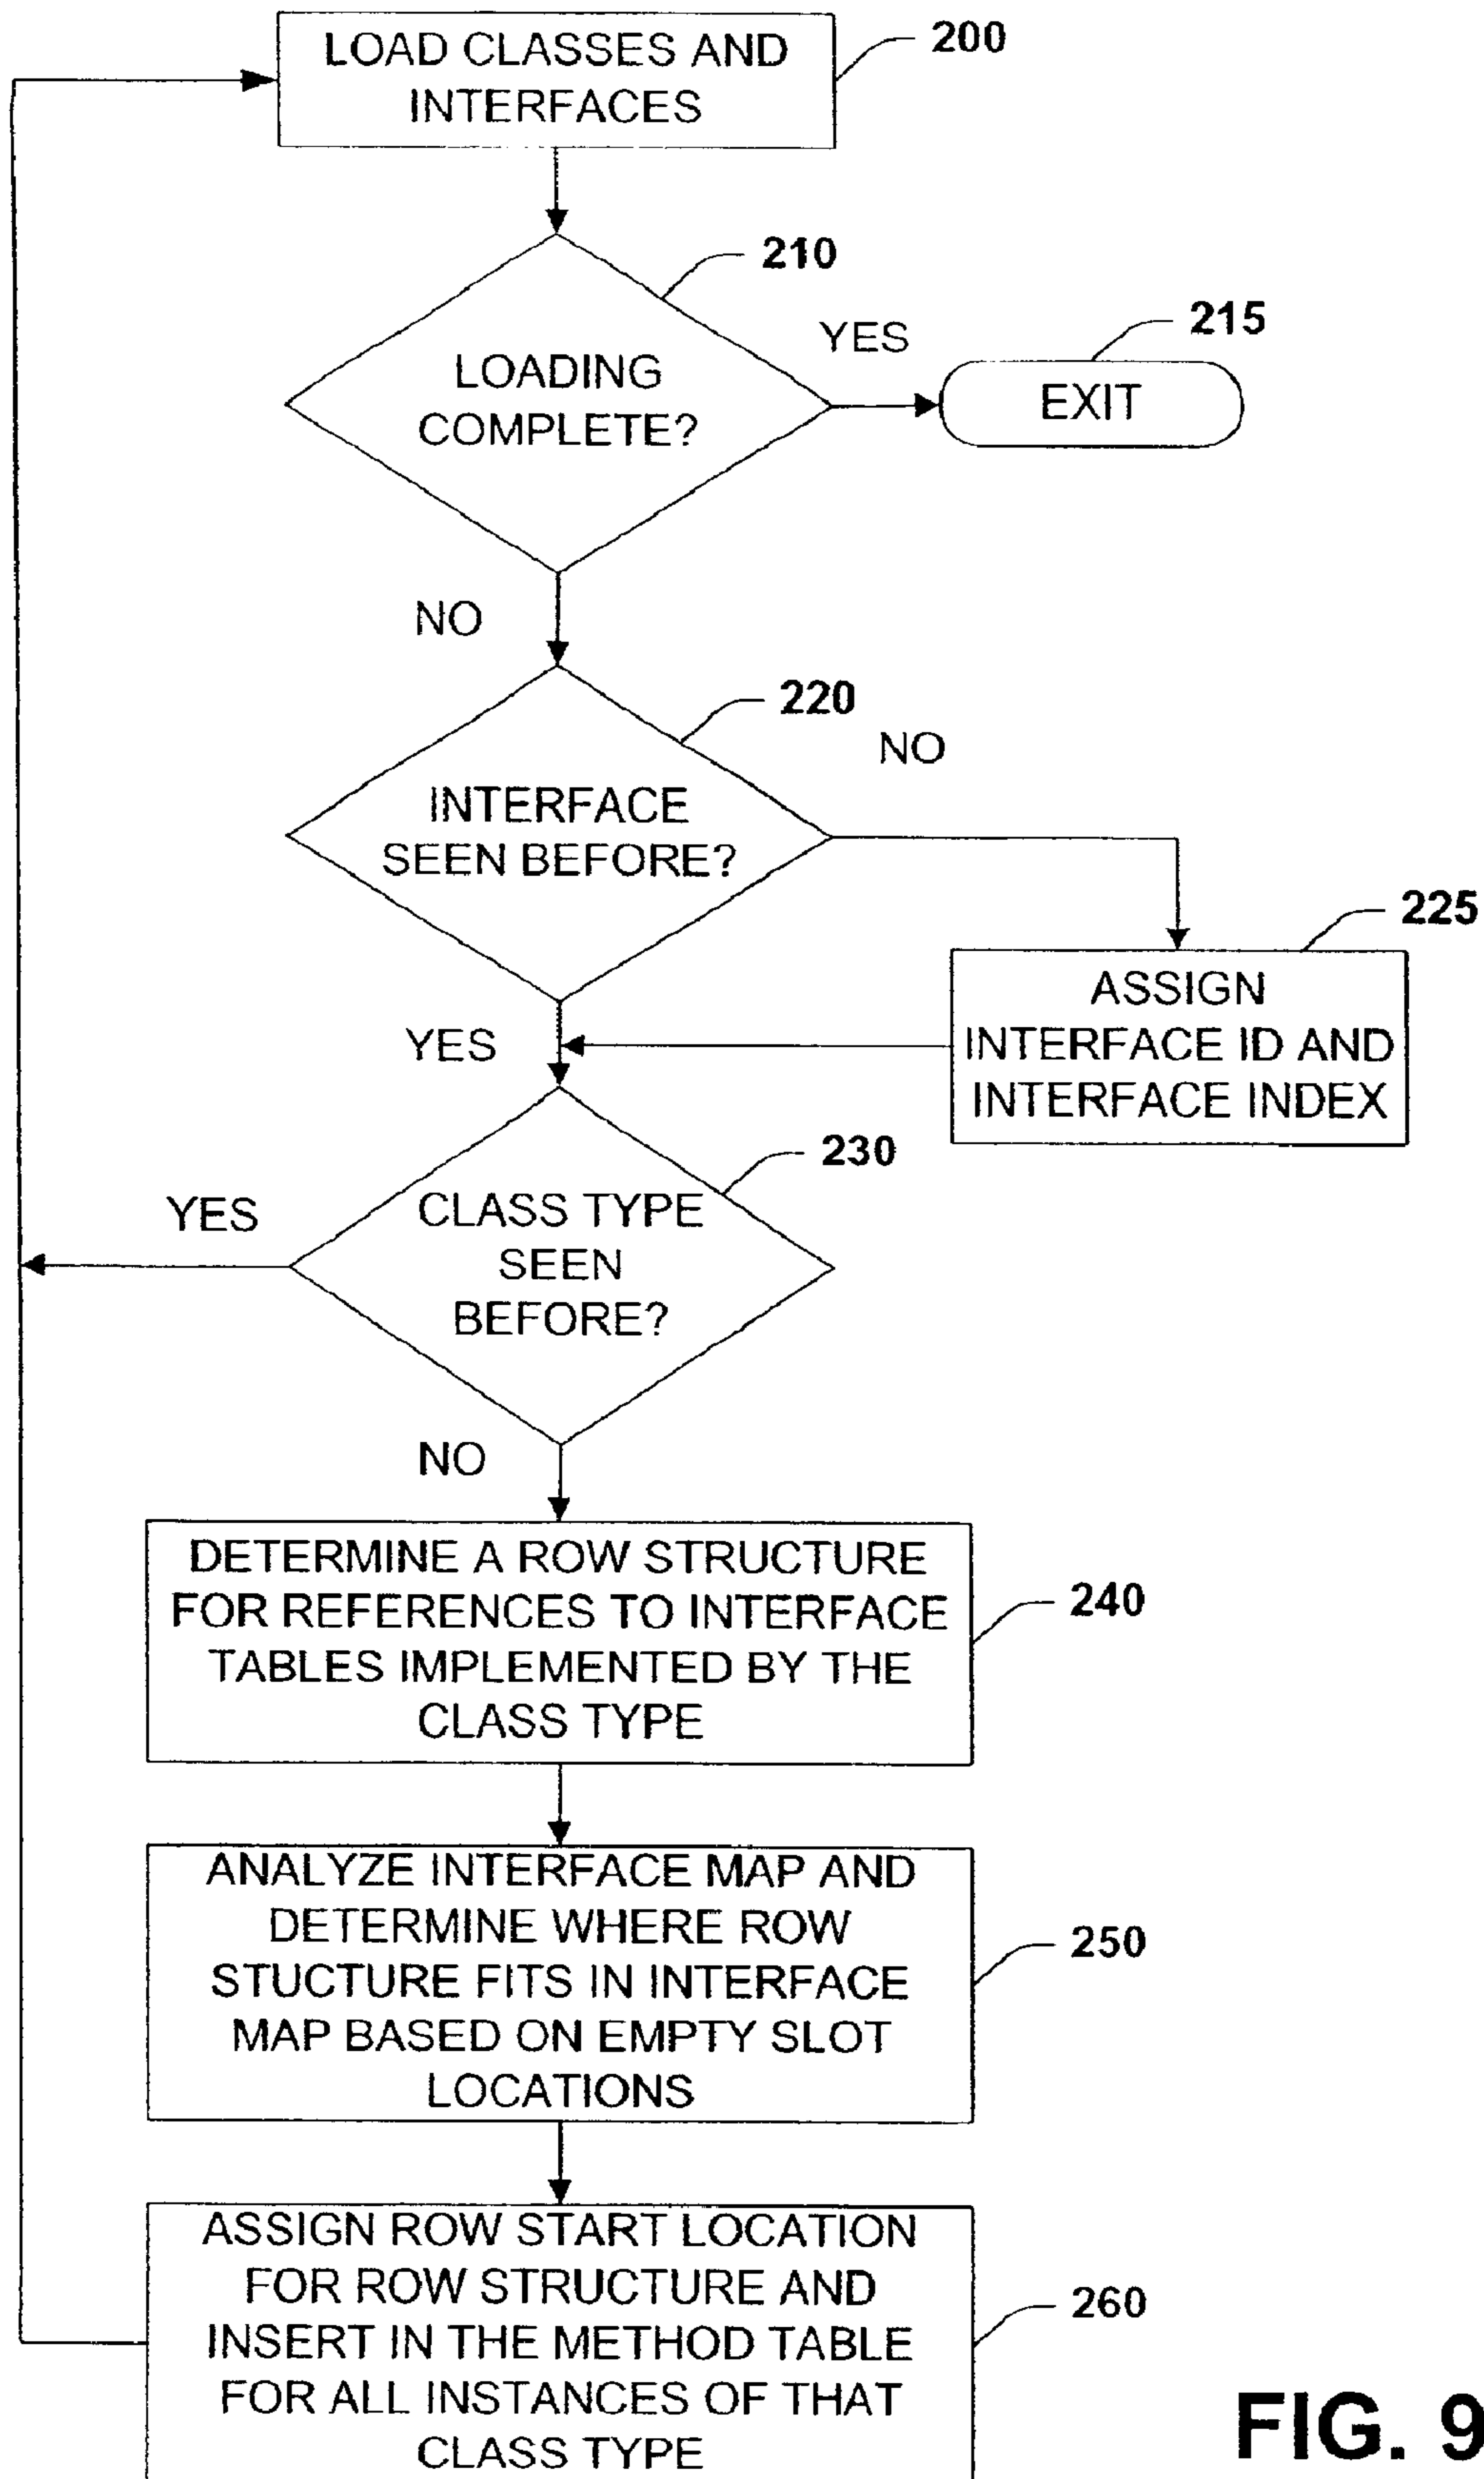 LOAD CLASSES AND
INTERFACES
200
210
LOADING
COMPLETE?
YES
215
EXIT
NO
220
NO
INTERFACE
SEEN BEFORE?
225
ASSIGN
INTERFACE ID AND
INTERFACE INDEX
YES
230
YES
CLASS TYPE
SEEN
BEFORE?
NO
DETERMINE A ROW STRUCTURE
FOR REFERENCES TO INTERFACE
TABLES IMPLEMENTED BY THE
CLASS TYPE
240
ANALYZE INTERFACE MAP AND
DETERMINE WHERE ROW
STUCTURE FITS IN INTERFACE
MAP BASED ON EMPTY SLOT
LOCATIONS
250
ASSIGN ROW START LOCATION
FOR ROW STRUCTURE AND
INSERT IN THE METHOD TABLE
FOR ALL INSTANCES OF THAT
CLASS TYPE
260
FIG. 9